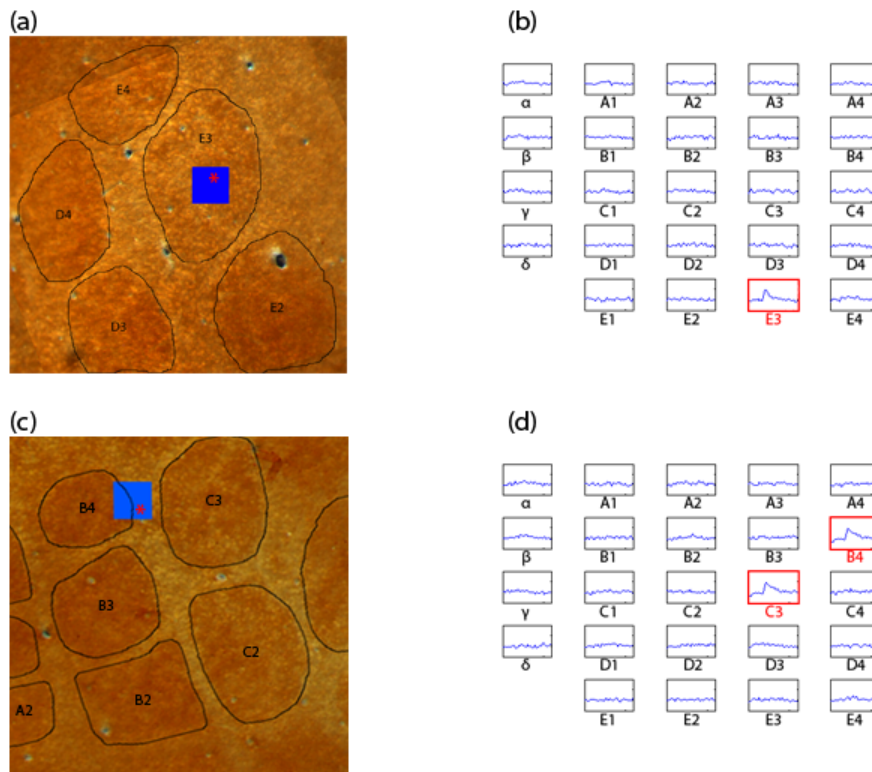 (a)
E4
E3
*
D4
E2
D3
(b)
α A1 A2 A3 A4
β B1 B2 B3 B4
γ C1 C2 C3 C4
δ D1 D2 D3 D4
E1 E2 E3 E4
(c)
B4
C3
*
B3
C2
B2
A2
(d)
α A1 A2 A3 A4
β B1 B2 B3 B4
γ C1 C2 C3 C4
δ D1 D2 D3 D4
E1 E2 E3 E4